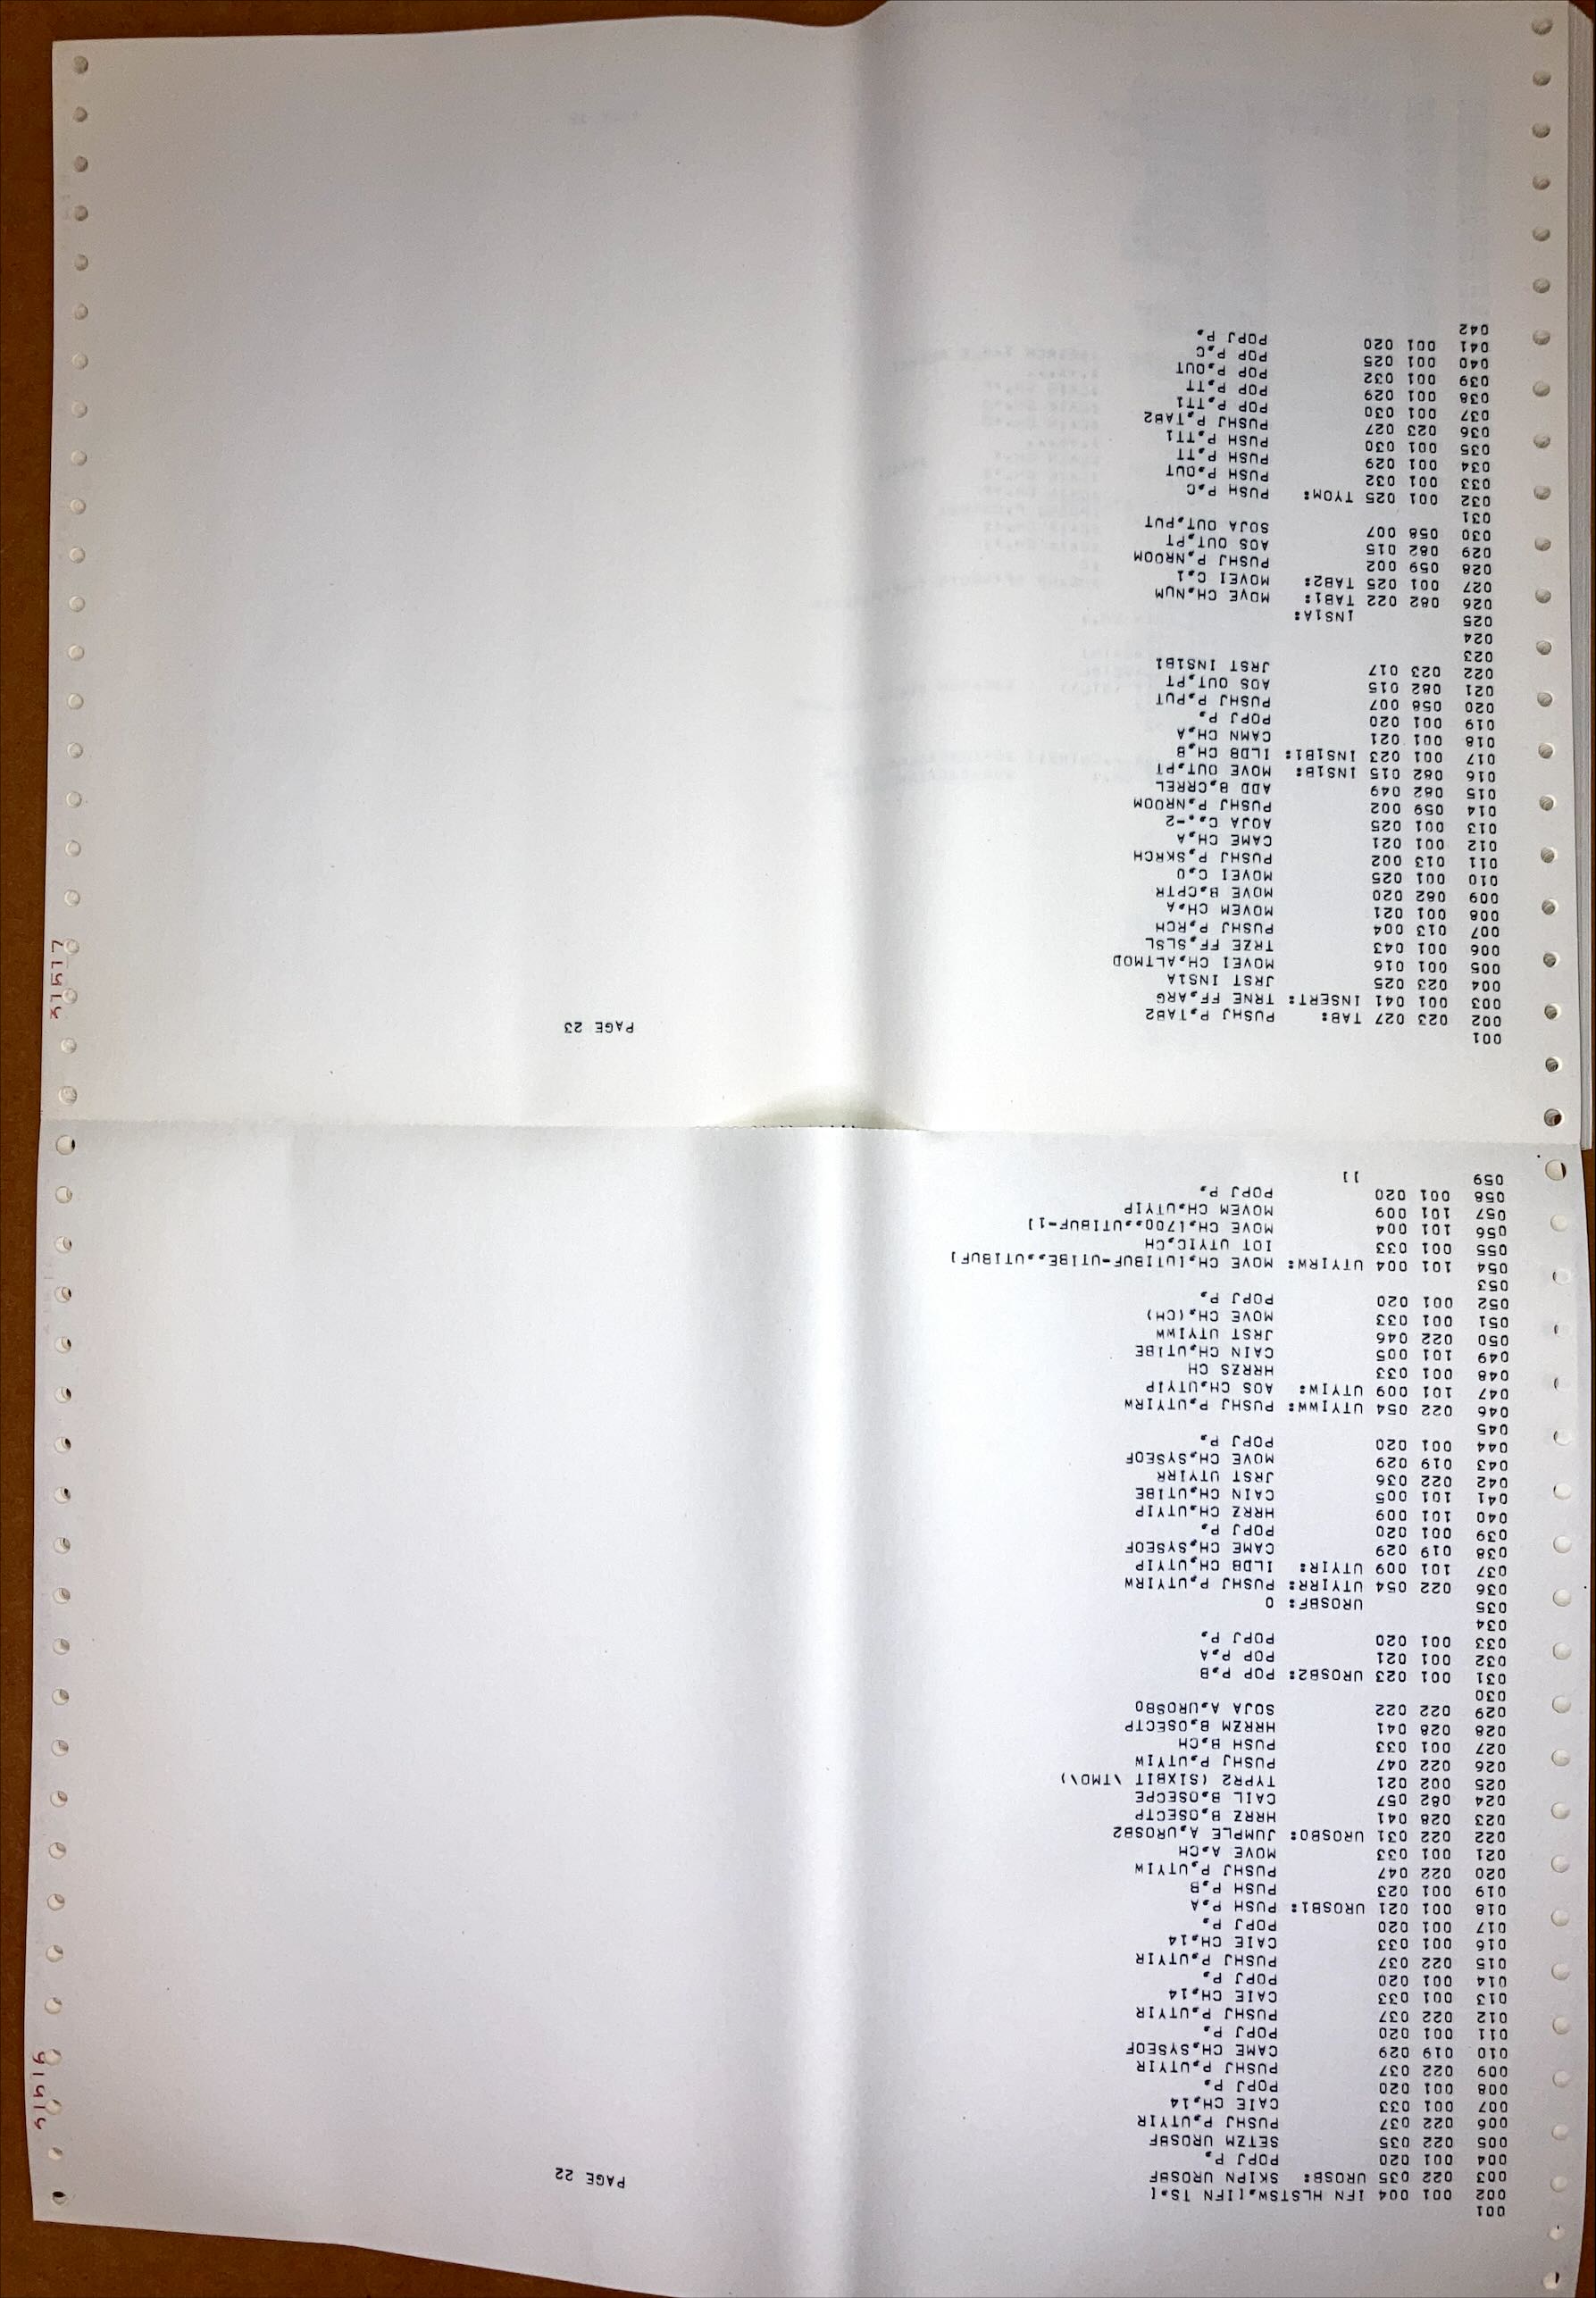 PAGE 22
001
002 001 004 IFN HLSTSW,[IFN TS,[
003 022 035 UROSB: SKIPN UROSBF
004 001 020 POPJ P,
005 022 035 SETZM UROSBF
006 022 037 PUSHJ P,UTYIR
007 001 033 CAIE CH,14
008 001 020 POPJ P,
009 022 037 PUSHJ P,UTYIR
010 019 029 CAME CH,SYSEOF
011 001 020 POPJ P,
012 022 037 PUSHJ P,UTYIR
013 001 033 CAIE CH,14
014 001 020 POPJ P,
015 022 037 PUSHJ P,UTYIR
016 001 033 CAIE CH,14
017 001 020 POPJ P,
018 001 021 UROSB1: PUSH P,A
019 001 023 PUSH P,B
020 022 047 PUSHJ P,UTYIW
021 001 033 MOVE A,CH
022 022 031 UROSB0: JUMPLE A,UROSB2
023 028 041 HRRZ B,OSECTP
024 082 057 CAIL B,OSECPE
025 002 021 TYPR2 (SIXBIT \TMO\)
026 022 047 PUSHJ P,UTYIW
027 001 033 PUSH B,CH
028 028 041 HRRZM B,OSECTP
029 022 022 SOJA A,UROSB0
030
031 001 023 UROSB2: POP P,B
032 001 021 POP P,A
033 001 020 POPJ P,
034
035 UROSBF: 0
036 022 054 UTYIRR: PUSHJ P,UTYIRW
037 101 009 UTYIR: ILDB CH,UTYIP
038 019 029 CAME CH,SYSEOF
039 001 020 POPJ P,
040 101 009 HRRZ CH,UTYIP
041 101 005 CAIN CH,UTIBE
042 022 036 JRST UTYIRR
043 019 029 MOVE CH,SYSEOF
044 001 020 POPJ P,
045
046 022 054 UTYIWW: PUSHJ P,UTYIRW
047 101 009 UTYIW: AOS CH,UTYIP
048 001 033 HRRZS CH
049 101 005 CAIN CH,UTIBE
050 022 046 JRST UTYIWW
051 001 033 MOVE CH,(CH)
052 001 020 POPJ P,
053
054 101 004 UTYIRW: MOVE CH,[UTIBUF-UTIBE,,UTIBUF]
055 001 033 IOT UTYIC,CH
056 101 004 MOVE CH,[700,,UTIBUF-1]
057 101 009 MOVEM CH,UTYIP
058 001 020 POPJ P,
059 ]]
PAGE 23
001
002 023 027 TAB: PUSHJ P,TAB2
003 001 041 INSERT: TRNE FF,ARG
004 023 025 JRST INS1A
005 001 016 MOVEI CH,ALTMOD
006 001 043 TRZE FF,SLSL
007 013 004 PUSHJ P,RCH
008 001 021 MOVEM CH,A
009 082 020 MOVE B,CPTR
010 001 025 MOVEI C,0
011 013 002 PUSHJ P,SKRCH
012 001 021 CAME CH,A
013 001 025 AOJA C,.-2
014 059 002 PUSHJ P,NROOM
015 082 049 ADD B,CRREL
016 082 015 INS1B: MOVE OUT,PT
017 001 023 INS1B1: ILDB CH,B
018 001 021 CAMN CH,A
019 001 020 POPJ P,
020 058 007 PUSHJ P,PUT
021 082 015 AOS OUT,PT
022 023 017 JRST INS1B1
023
024
025 INS1A:
026 082 022 TAB1: MOVE CH,NUM
027 001 025 TAB2: MOVEI C,1
028 059 002 PUSHJ P,NROOM
029 082 015 AOS OUT,PT
030 058 007 SOJA OUT,PUT
031
032 001 025 TYOM: PUSH P,C
033 001 032 PUSH P,OUT
034 001 029 PUSH P,TT
035 001 030 PUSH P,TT1
036 023 027 PUSHJ P,TAB2
037 001 030 POP P,TT1
038 001 029 POP P,TT
039 001 032 POP P,OUT
040 001 025 POP P,C
041 001 020 POPJ P,
042